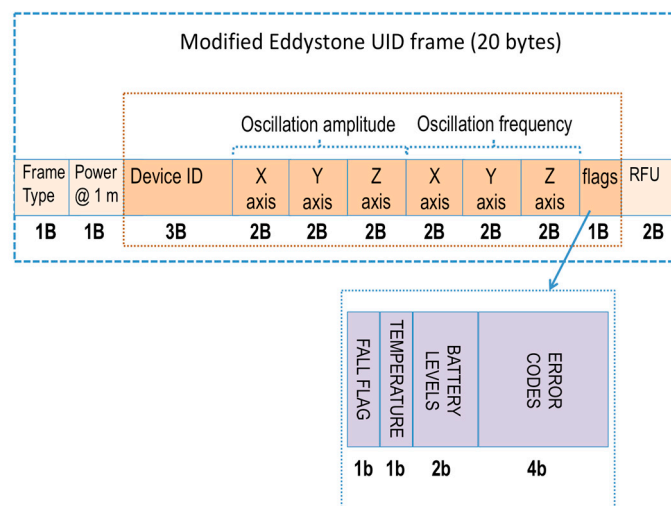 Modified Eddystone UID frame (20 bytes)
Oscillation amplitude Oscillation frequency
Frame Type Power @ 1 m Device ID X axis Y axis Z axis X axis Y axis Z axis flags RFU
1B 1B 3B 2B 2B 2B 2B 2B 2B 1B 2B
FALL FLAG
TEMPERATURE
BATTERY LEVELS
ERROR CODES
1b 1b 2b 4b